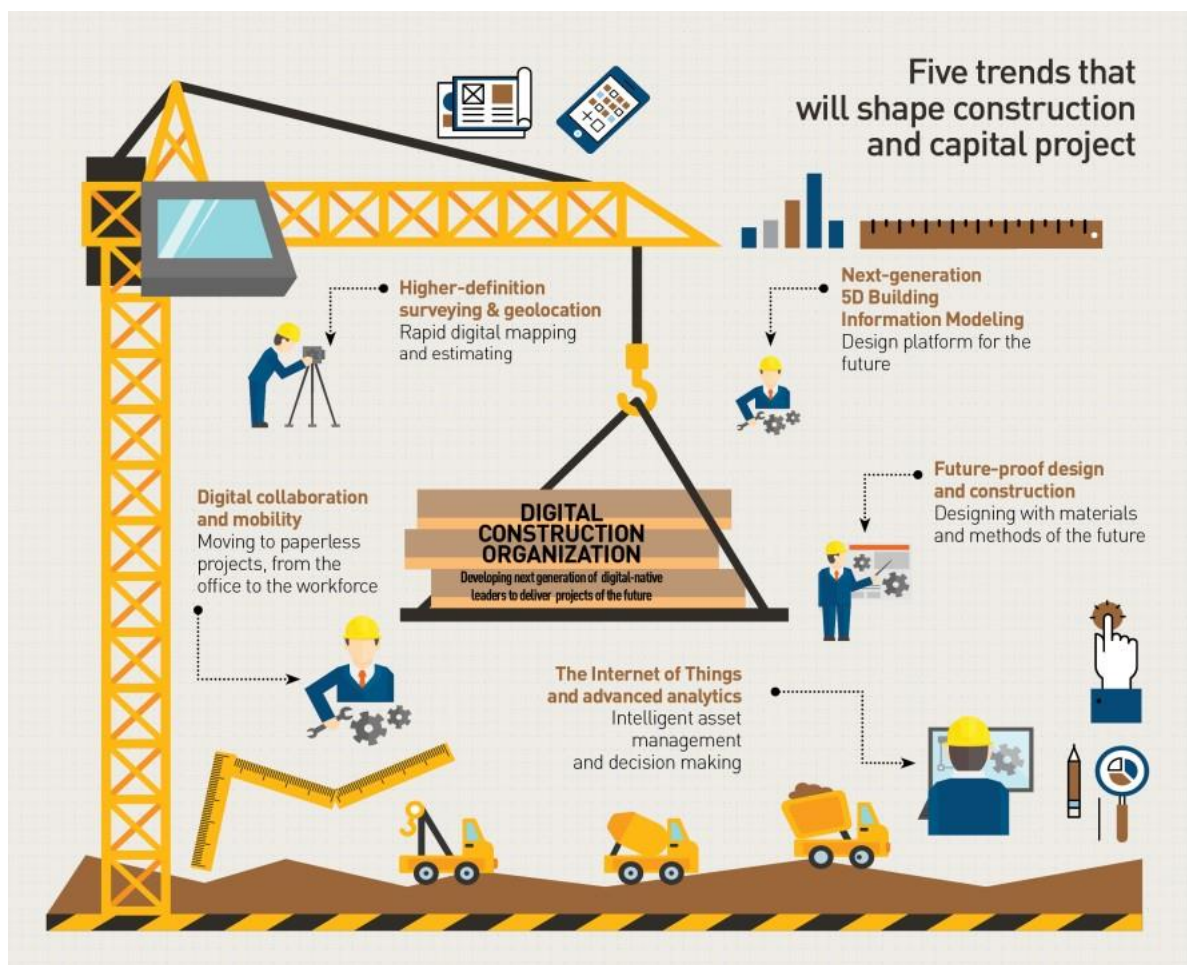 Five trends that
will shape construction
and capital project
Higher-definition
surveying & geolocation
Rapid digital mapping
and estimating
Next-generation
5D Building
Information Modeling
Design platform for the
future
Digital collaboration
and mobility
Moving to paperless
projects, from the
office to the workforce
DIGITAL
CONSTRUCTION
ORGANIZATION
Developing next generation of digital-native
leaders to deliver projects of the future
Future-proof design
and construction
Designing with materials
and methods of the future
The Internet of Things
and advanced analytics
Intelligent asset
management
and decision making